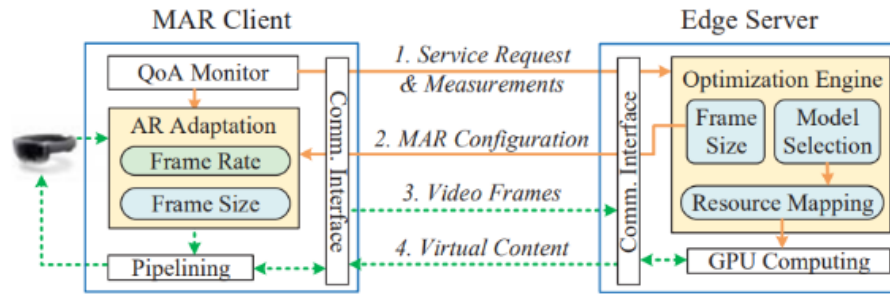 MAR Client
Edge Server
QoA Monitor
AR Adaptation
Frame Rate
Frame Size
Pipelining
Comm. Interface
1. Service Request
& Measurements
2. MAR Configuration
3. Video Frames
4. Virtual Content
Comm. Interface
Optimization Engine
Frame
Size
Model
Selection
Resource Mapping
GPU Computing